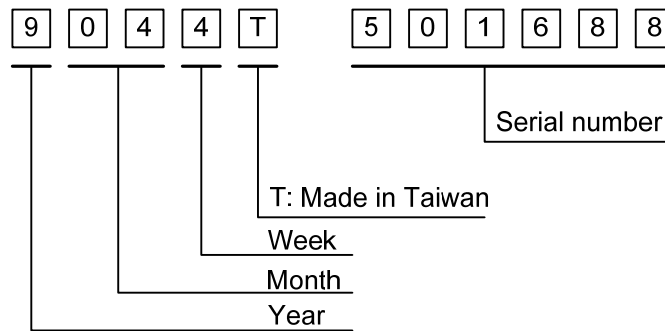 9 0 4 4 T 5 0 1 6 8 8
Serial number
T: Made in Taiwan
Week
Month
Year